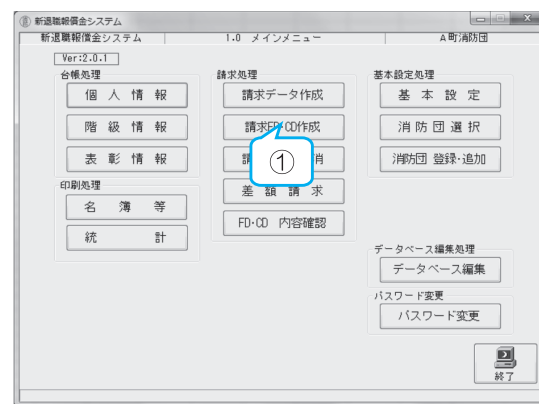 新退職報償金システム
新退職報償金システム
1.0 メインメニュー
A町消防団
Ver:2.0.1
台帳処理
個人情報
階級情報
表彰情報
印刷処理
名簿等
統計
請求処理
請求データ作成
請求FD・CD作成
①
差額請求
FD・CD 内容確認
基本設定処理
基本設定
消防団選択
消防団 登録・追加
データベース編集処理
データベース編集
パスワード変更
パスワード変更
終了